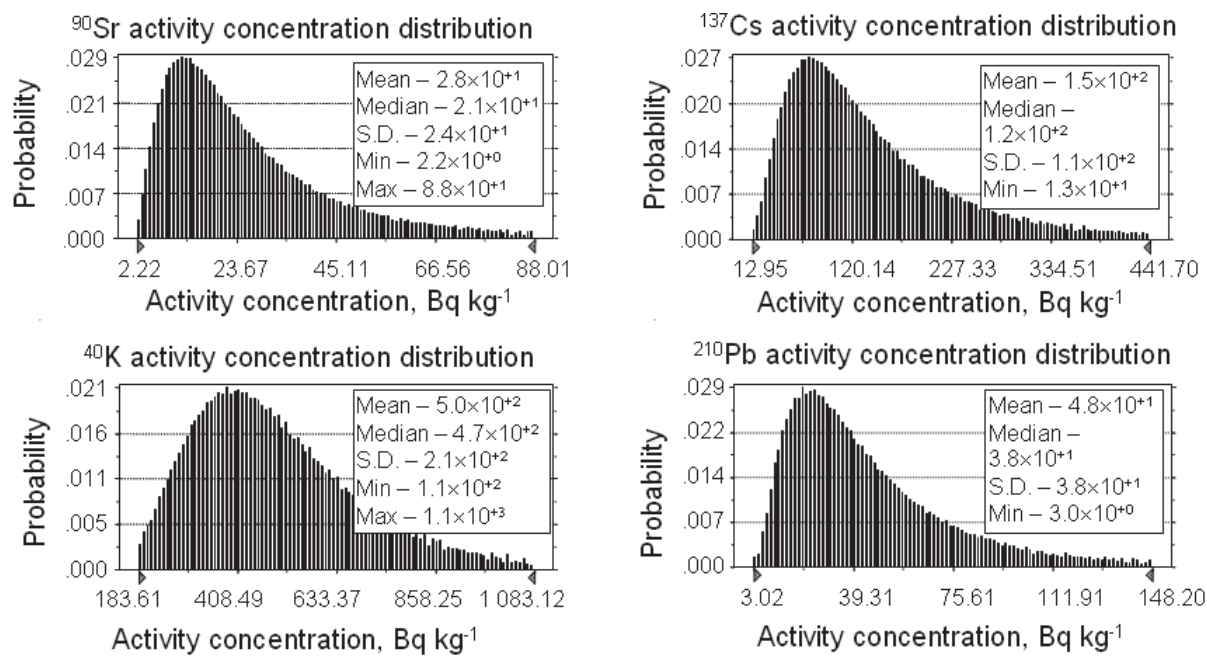 ⁹⁰Sr activity concentration distribution
Probability
.029
.021
.014
.007
.000
Mean – 2.8×10⁺¹
Median – 2.1×10⁺¹
S.D. – 2.4×10⁺¹
Min – 2.2×10⁺⁰
Max – 8.8×10⁺¹
2.22 23.67 45.11 66.56 88.01
Activity concentration, Bq kg⁻¹
¹³⁷Cs activity concentration distribution
Probability
.027
.020
.014
.007
.000
Mean – 1.5×10⁺²
Median –
1.2×10⁺²
S.D. – 1.1×10⁺²
Min – 1.3×10⁺¹
12.95 120.14 227.33 334.51 441.70
Activity concentration, Bq kg⁻¹
⁴⁰K activity concentration distribution
Probability
.021
.016
.011
.005
.000
Mean – 5.0×10⁺²
Median – 4.7×10⁺²
S.D. – 2.1×10⁺²
Min – 1.1×10⁺²
Max – 1.1×10⁺³
183.61 408.49 633.37 858.25 1 083.12
Activity concentration, Bq kg⁻¹
²¹⁰Pb activity concentration distribution
Probability
.029
.022
.014
.007
.000
Mean – 4.8×10⁺¹
Median –
3.8×10⁺¹
S.D. – 3.8×10⁺¹
Min – 3.0×10⁺⁰
3.02 39.31 75.61 111.91 148.20
Activity concentration, Bq kg⁻¹